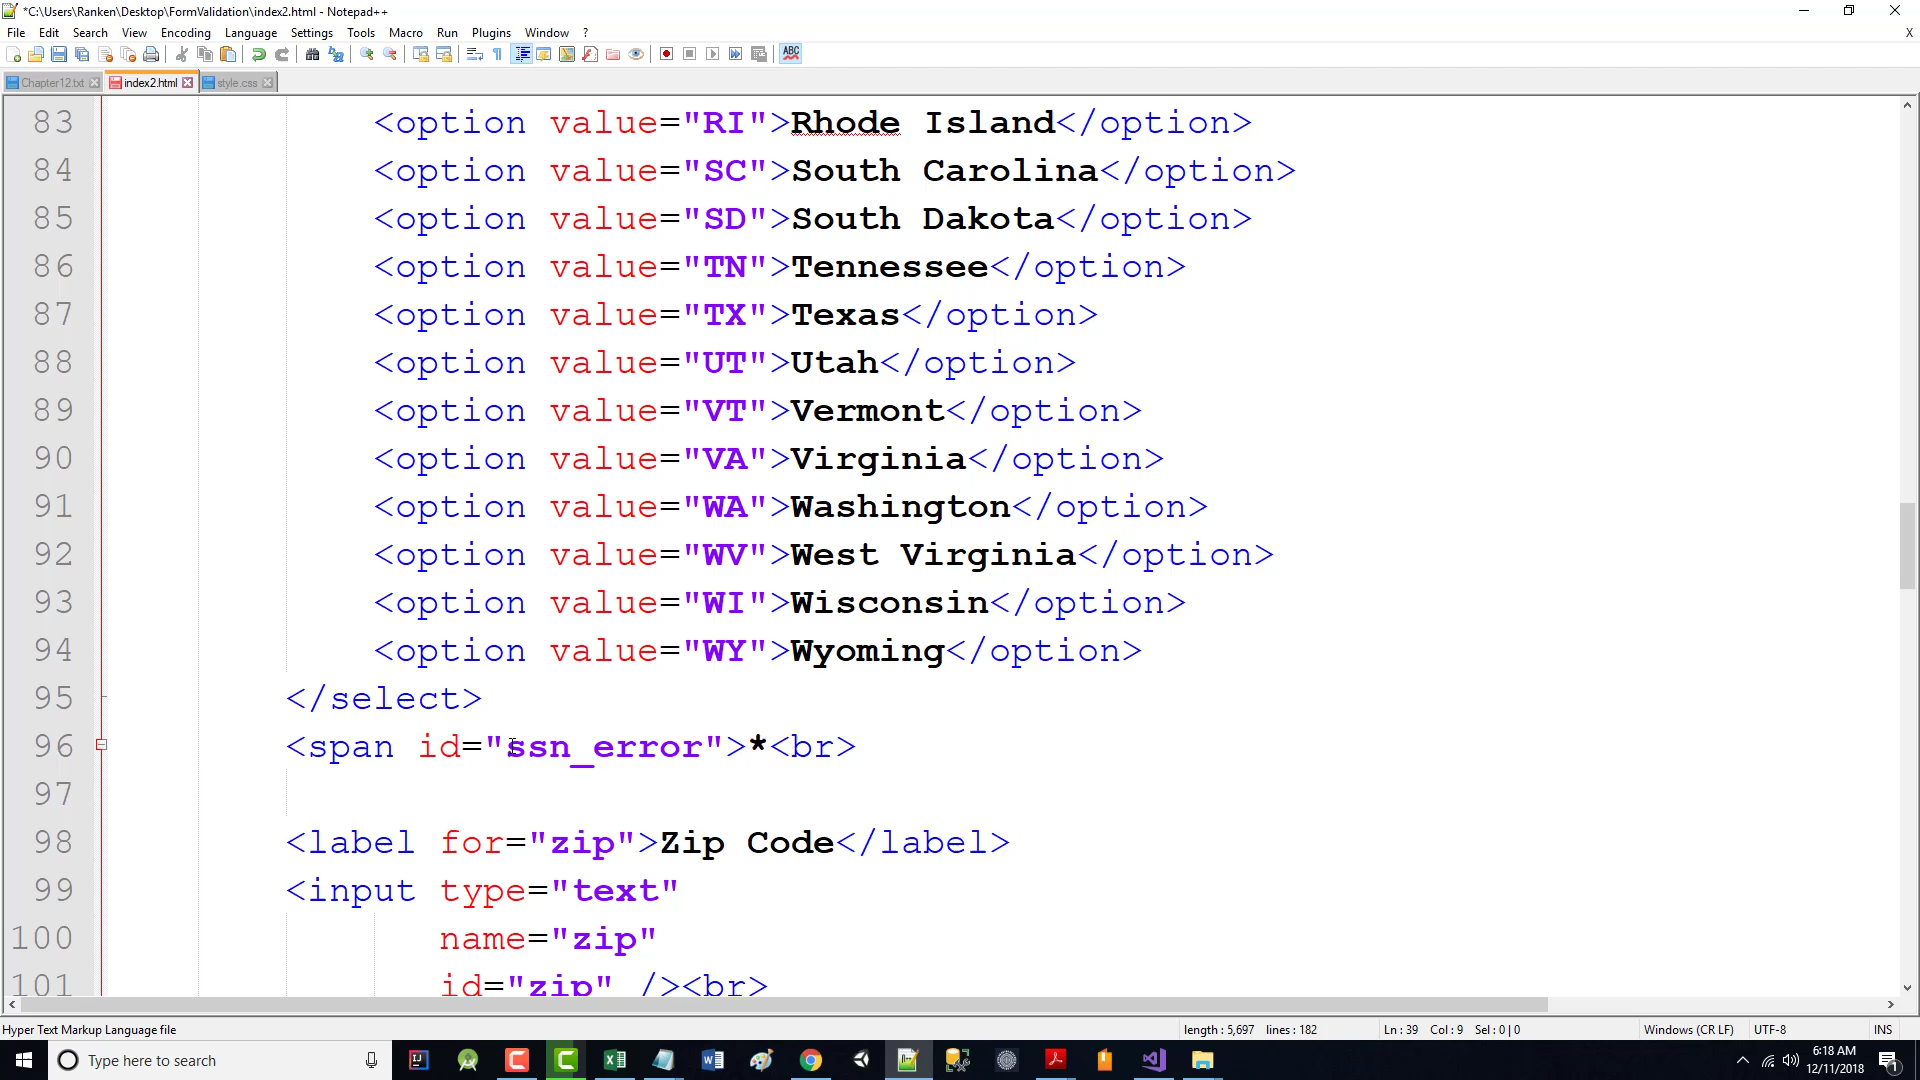 *C:\Users\Ranken\Desktop\FormValidation\index2.html - Notepad++
File Edit Search View Encoding Language Settings Tools Macro Run Plugins Window ? X
Chapter12.txt index2.html style.css
83 <option value="RI">Rhode Island</option>
84 <option value="SC">South Carolina</option>
85 <option value="SD">South Dakota</option>
86 <option value="TN">Tennessee</option>
87 <option value="TX">Texas</option>
88 <option value="UT">Utah</option>
89 <option value="VT">Vermont</option>
90 <option value="VA">Virginia</option>
91 <option value="WA">Washington</option>
92 <option value="WV">West Virginia</option>
93 <option value="WI">Wisconsin</option>
94 <option value="WY">Wyoming</option>
95 </select>
96 <span id="ssn_error">*<br>
97
98 <label for="zip">Zip Code</label>
99 <input type="text"
100 name="zip"
101 id="zip" /><br>
Hyper Text Markup Language file length : 5,697 lines : 182 Ln : 39 Col : 9 Sel : 0 | 0 Windows (CR LF) UTF-8 INS
Type here to search
6:18 AM
12/11/2018